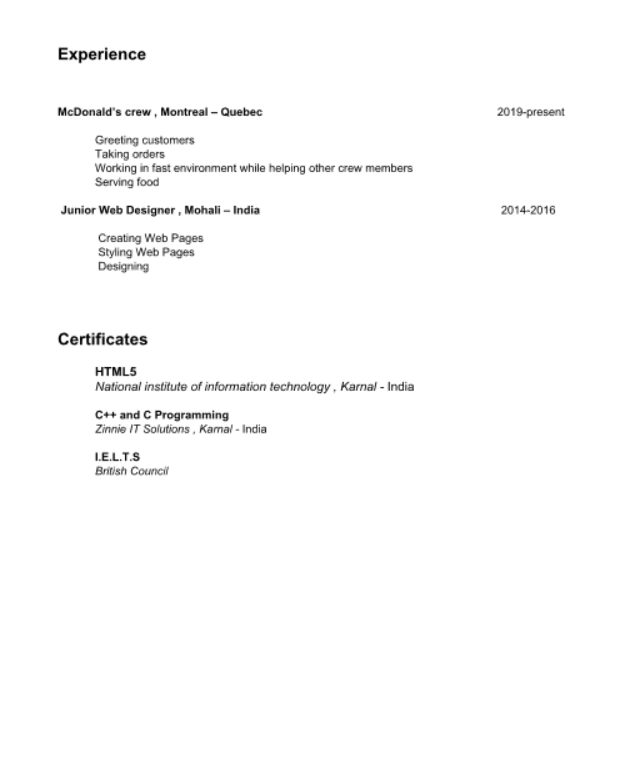 Experience
McDonald's crew , Montreal – Quebec 2019-present
Greeting customers
Taking orders
Working in fast environment while helping other crew members
Serving food
Junior Web Designer , Mohali – India 2014-2016
Creating Web Pages
Styling Web Pages
Designing
Certificates
HTML5
National institute of information technology , Karnal - India
C++ and C Programming
Zinnie IT Solutions , Karnal - India
I.E.L.T.S
British Council